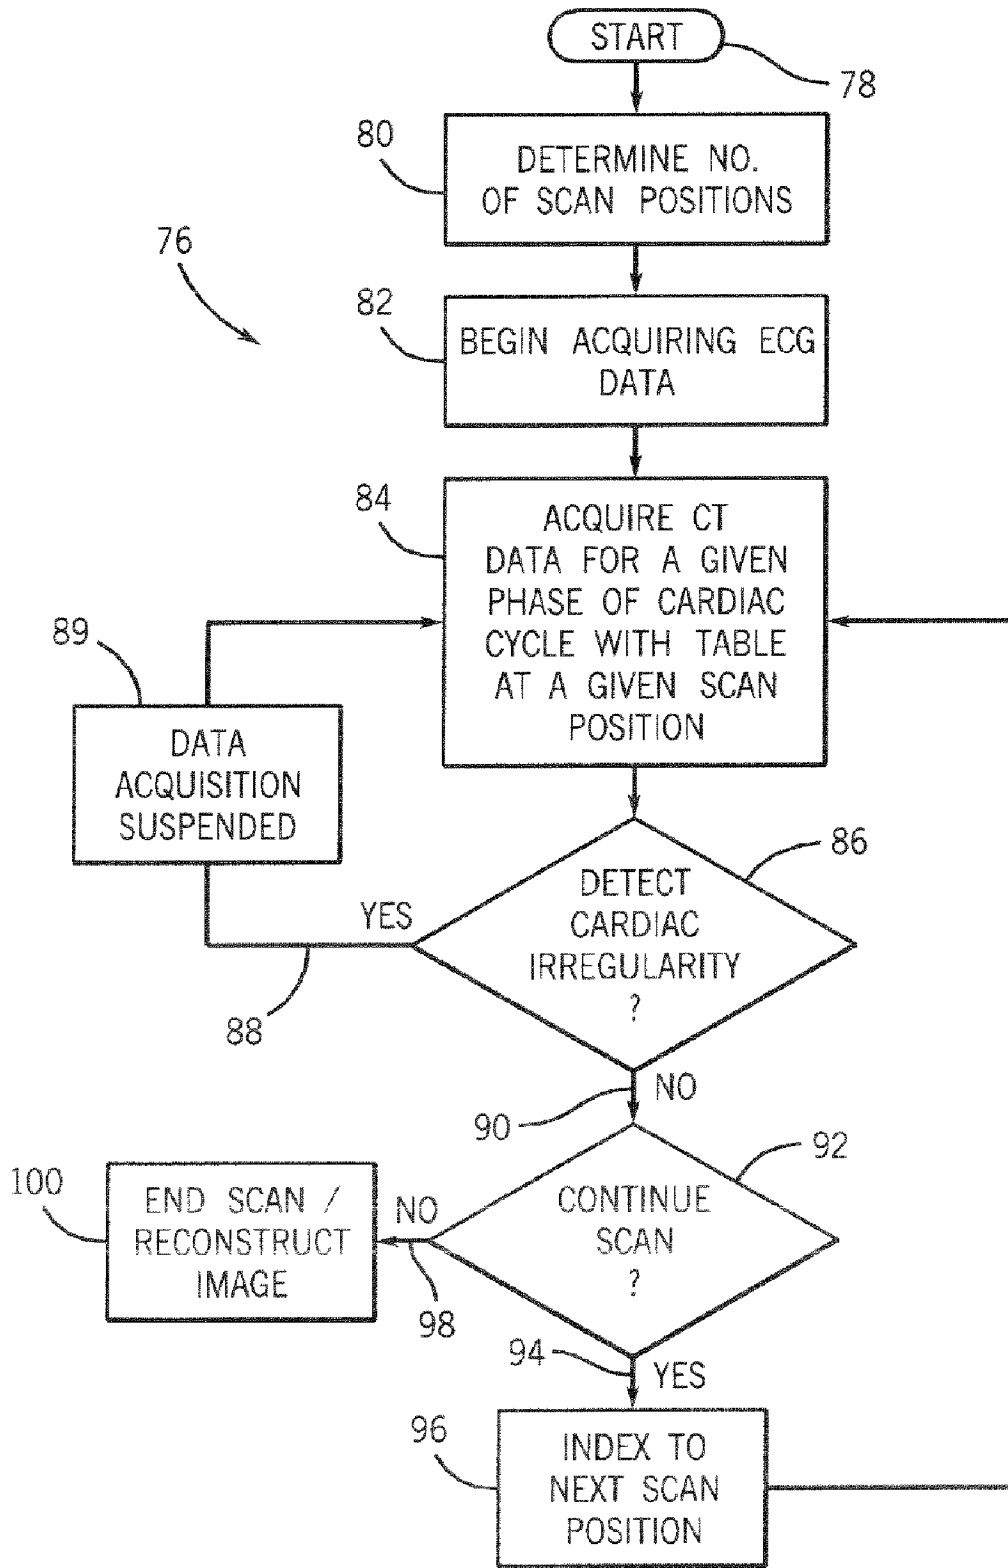 START
78
80
DETERMINE NO.
OF SCAN POSITIONS
76
82
BEGIN ACQUIRING ECG
DATA
84
ACQUIRE CT
DATA FOR A GIVEN
PHASE OF CARDIAC
CYCLE WITH TABLE
AT A GIVEN SCAN
POSITION
89
DATA
ACQUISITION
SUSPENDED
86
DETECT
CARDIAC
IRREGULARITY
?
YES
88
90
NO
92
CONTINUE
SCAN
?
100
END SCAN /
RECONSTRUCT
IMAGE
NO
98
94
YES
96
INDEX TO
NEXT SCAN
POSITION